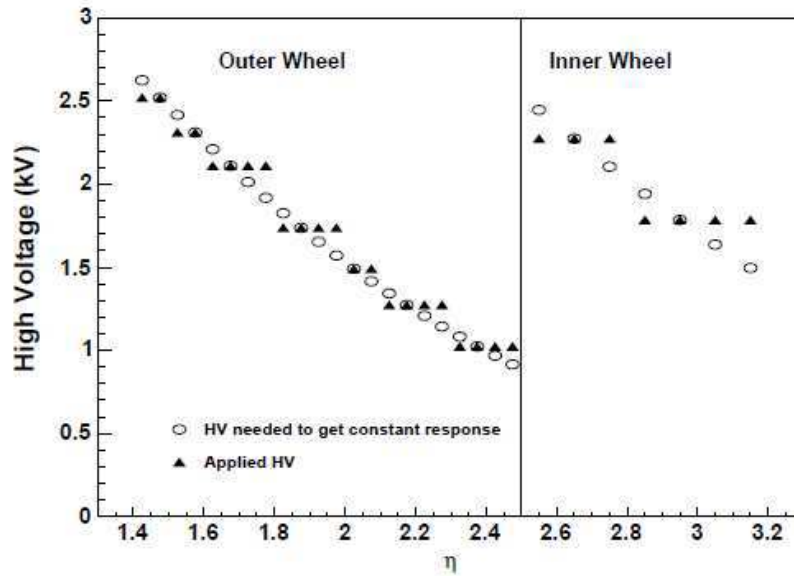 Outer Wheel
Inner Wheel
High Voltage (kV)
3
2.5
2
1.5
1
0.5
0
HV needed to get constant response
Applied HV
1.4 1.6 1.8 2 2.2 2.4 2.6 2.8 3 3.2
η